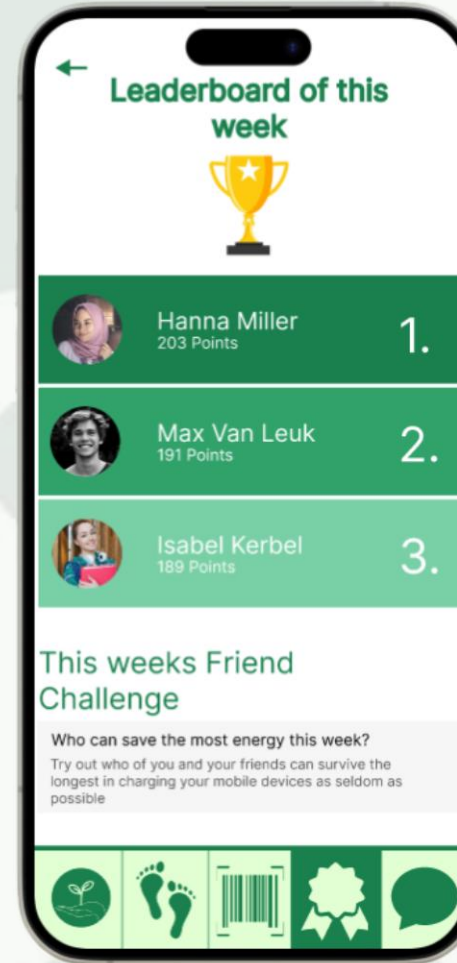 Leaderboard of this
week
Hanna Miller
203 Points
1.
Max Van Leuk
191 Points
2.
Isabel Kerbel
189 Points
3.
This weeks Friend
Challenge
Who can save the most energy this week?
Try out who of you and your friends can survive the
longest in charging your mobile devices as seldom as
possible